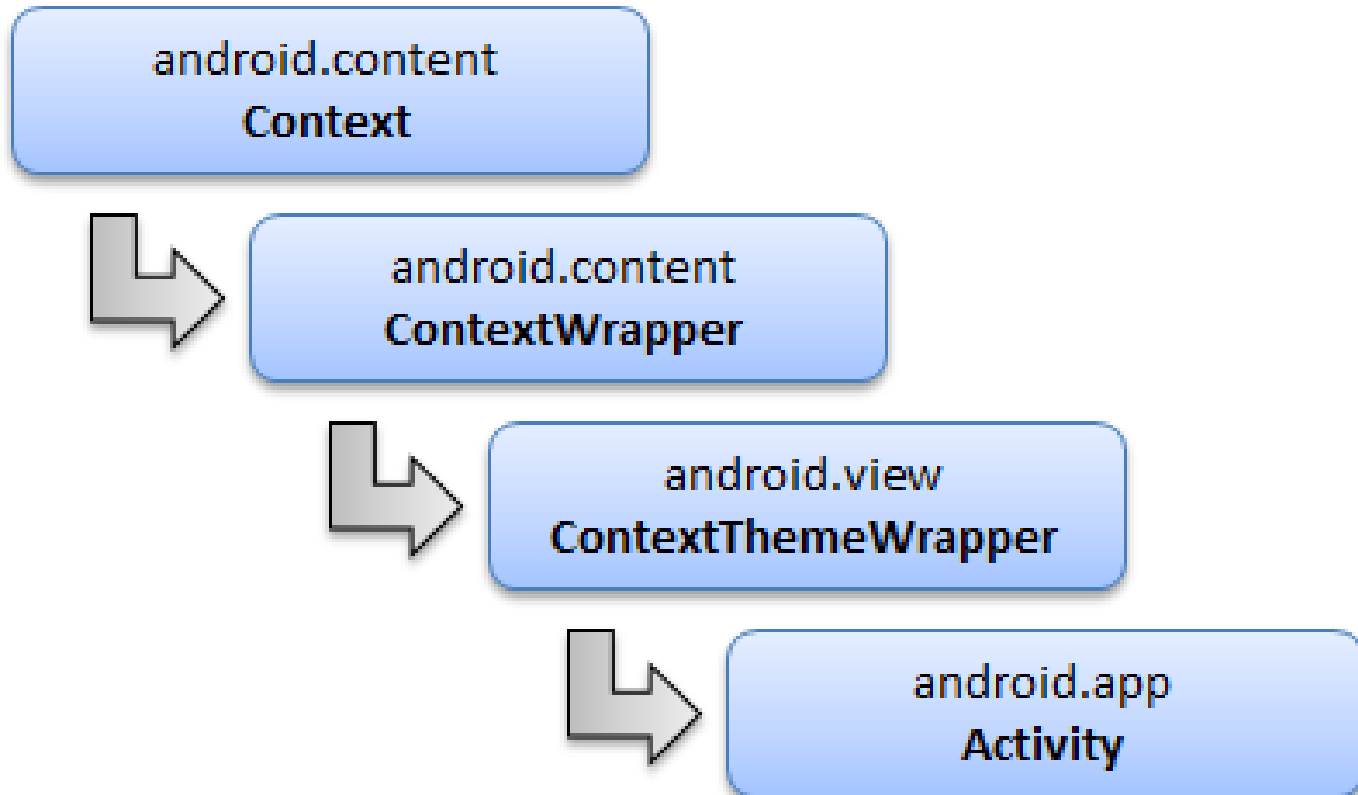 android.content
Context
android.content
ContextWrapper
android.view
ContextThemeWrapper
android.app
Activity